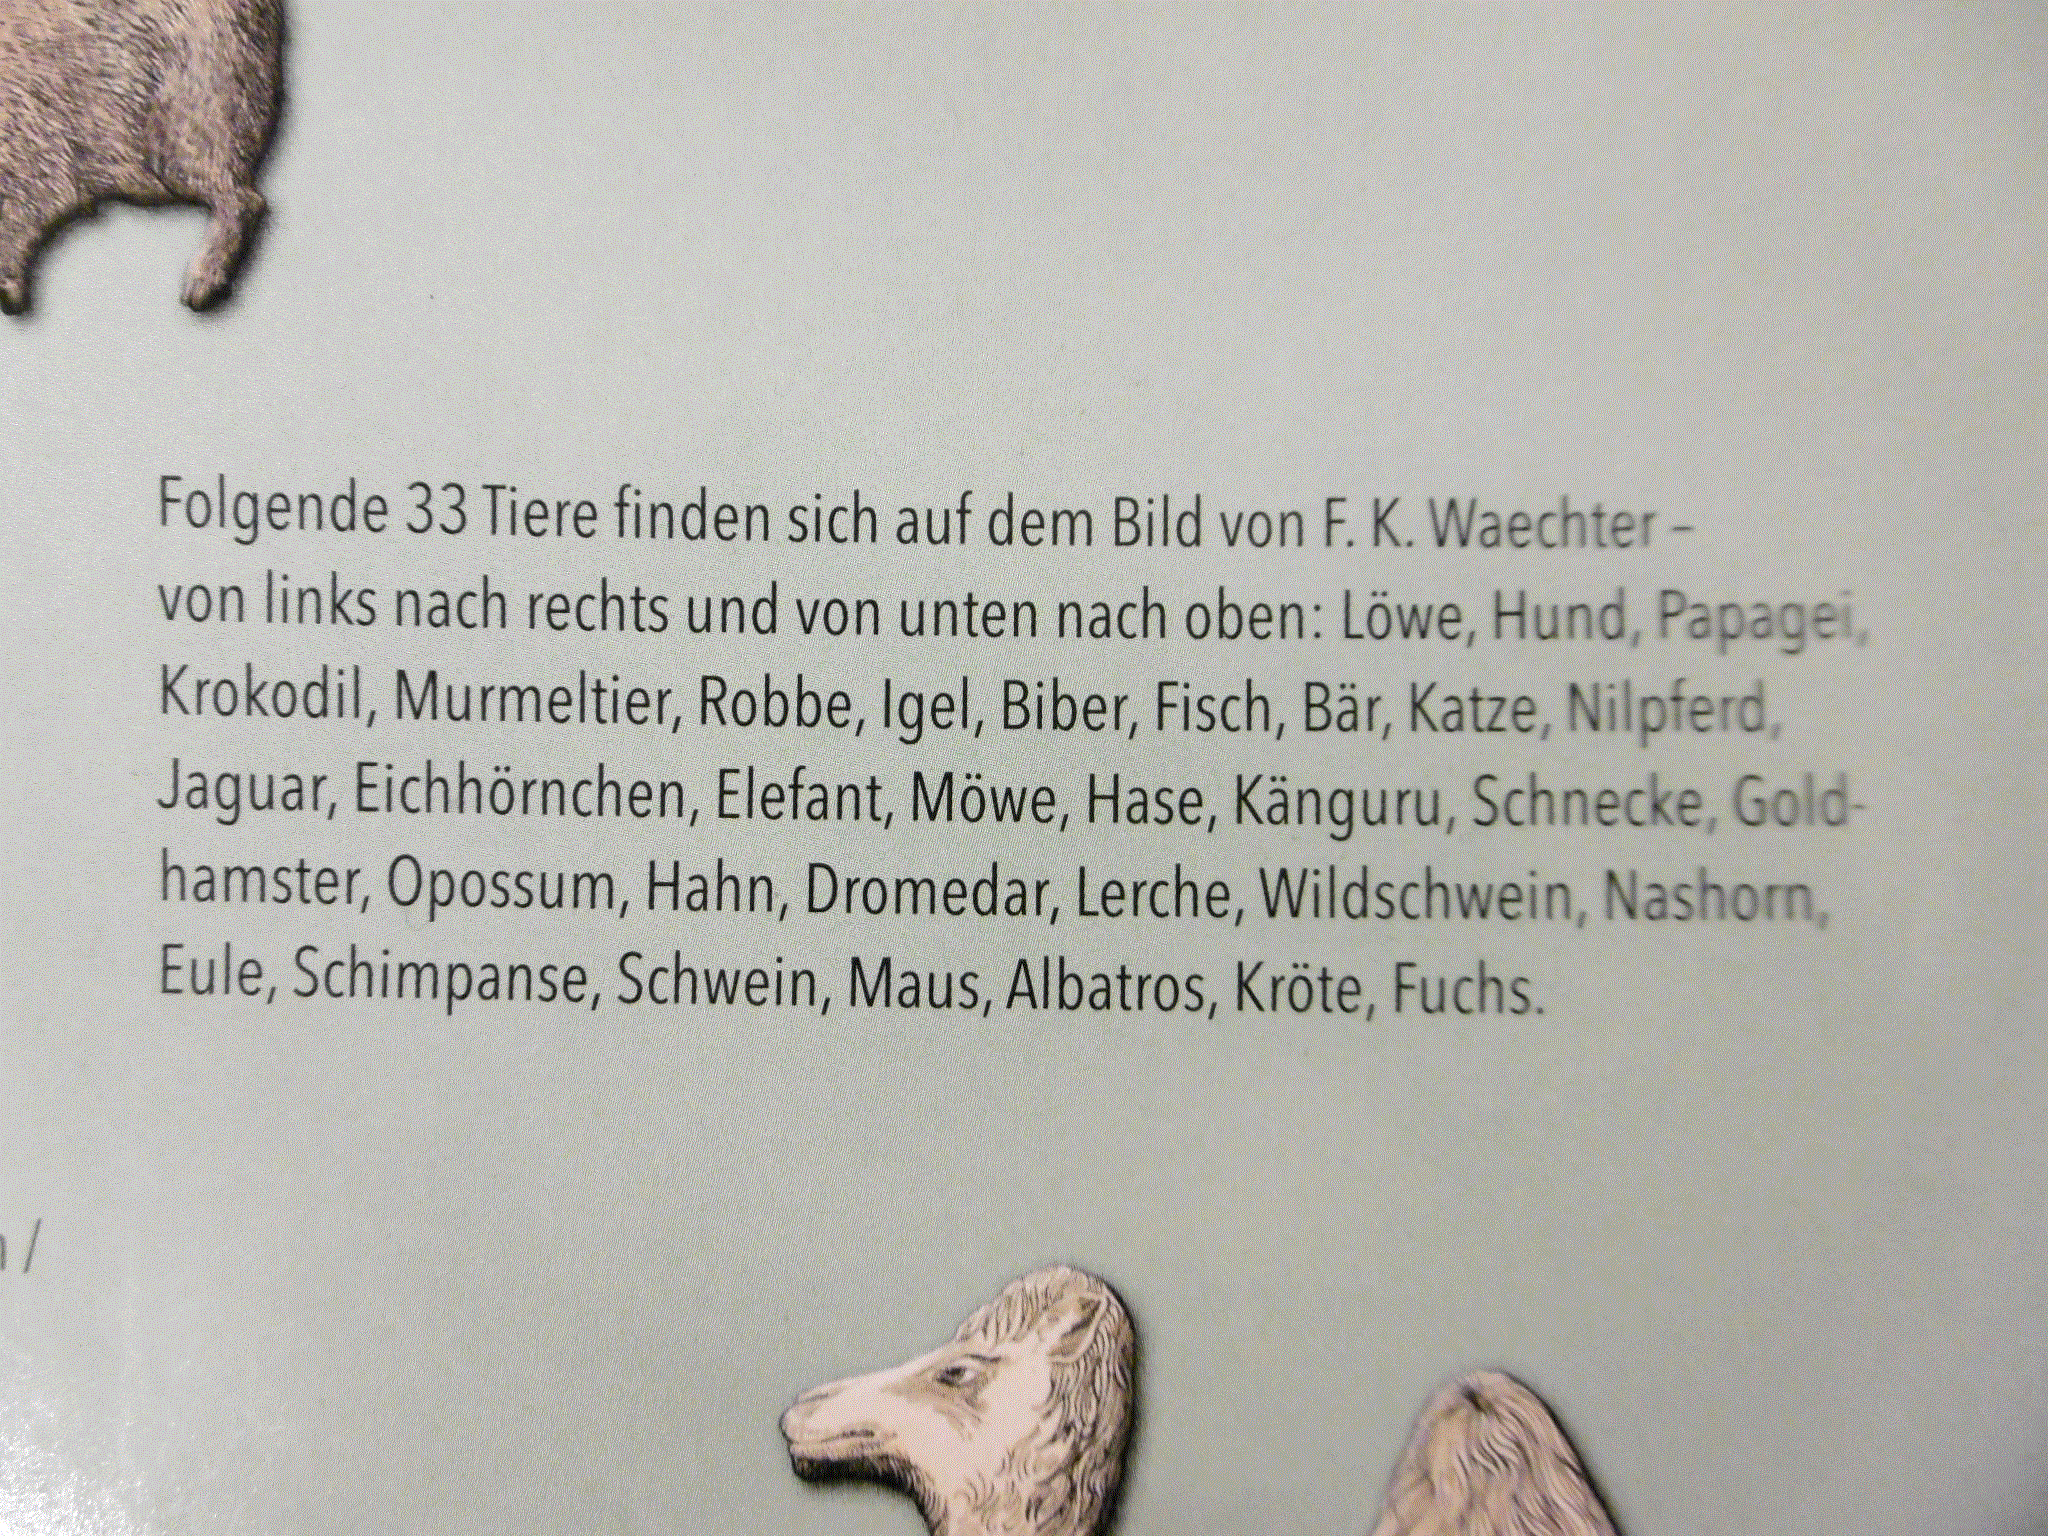 Folgende 33 Tiere finden sich auf dem Bild von F. K. Waechter –
von links nach rechts und von unten nach oben: Löwe, Hund, Papagei,
Krokodil, Murmeltier, Robbe, Igel, Biber, Fisch, Bär, Katze, Nilpferd,
Jaguar, Eichhörnchen, Elefant, Möwe, Hase, Känguru, Schnecke, Gold-
hamster, Opossum, Hahn, Dromedar, Lerche, Wildschwein, Nashorn,
Eule, Schimpanse, Schwein, Maus, Albatros, Kröte, Fuchs.